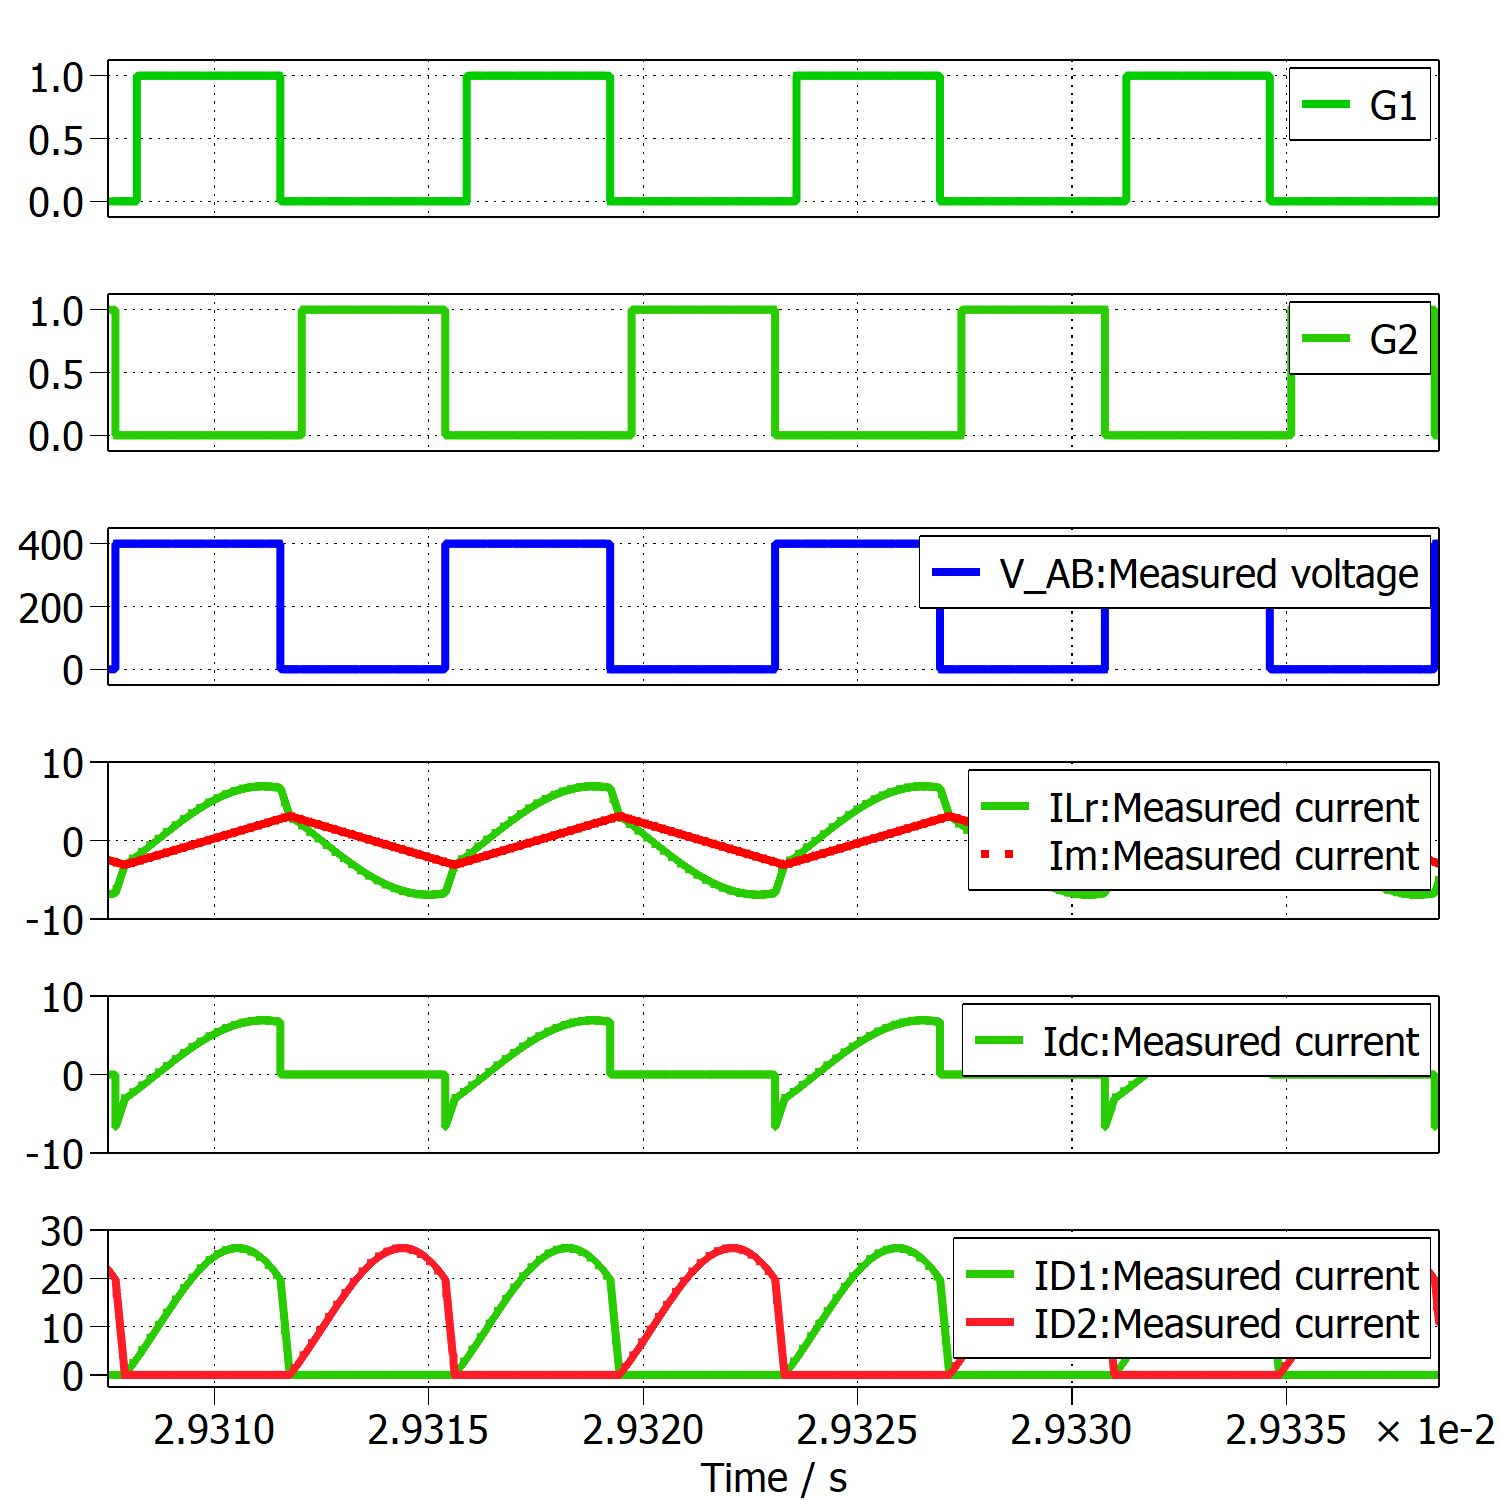 1.0
0.5
0.0
G1
1.0
0.5
0.0
G2
400
200
0
V_AB:Measured voltage
10
0
-10
ILr:Measured current
Im:Measured current
10
0
-10
Idc:Measured current
30
20
10
0
ID1:Measured current
ID2:Measured current
2.9310 2.9315 2.9320 2.9325 2.9330 2.9335 × 1e-2
Time / s